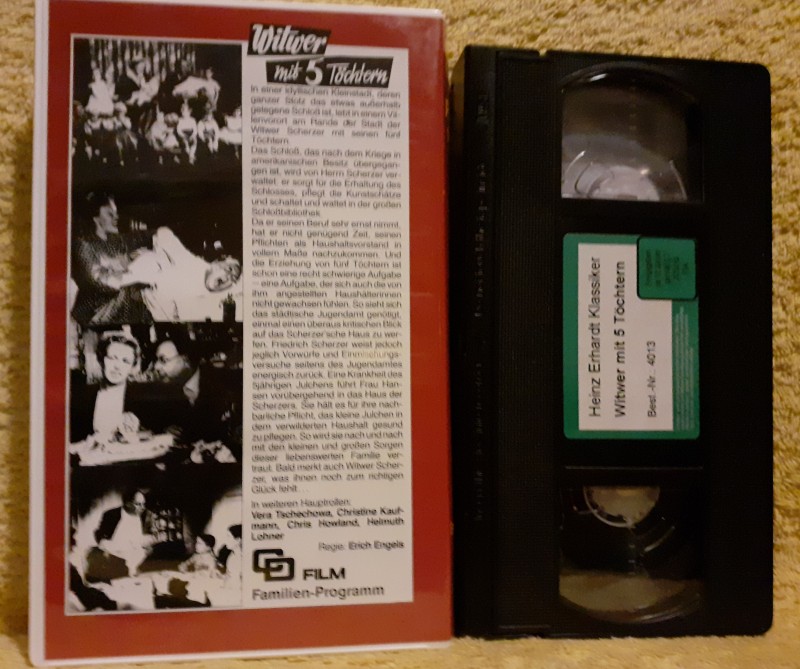 Witwer
mit 5 Töchtern
In einer idyllischen Kleinstadt, deren
ganzer Stolz das etwas außerhalb
gelegene Schloß ist, lebt in einem Vil-
lenvorort am Rande der Stadt der
Witwer Scherzer mit seinen fünf
Töchtern.
Das Schloß, das nach dem Kriege in
amerikanischen Besitz übergegan-
gen ist, wird von Herrn Scherzer ver-
waltet: er sorgt für die Erhaltung des
Schlosses, pflegt die Kunstschätze
und schaltet und waltet in der großen
Schloßbibliothek.
Da er seinen Beruf sehr ernst nimmt,
hat er nicht genügend Zeit, seinen
Pflichten als Haushaltsvorstand in
vollem Maße nachzukommen. Und
die Erziehung von fünf Töchtern ist
schon eine recht schwierige Aufgabe
– eine Aufgabe, der sich auch die von
ihm angestellten Haushälterinnen
nicht gewachsen fühlen. So sieht sich
das städtische Jugendamt genötigt,
einmal einen überaus kritischen Blick
auf das Scherzer'sche Haus zu wer-
fen. Friedrich Scherzer weist jedoch
jeglich Vorwürfe und Einmischungs-
versuche seitens des Jugendamtes
energisch zurück. Eine Krankheit des
5jährigen Julchens führt Frau Han-
sen vorübergehend in das Haus der
Scherzers. Sie hält es für ihre nach-
barliche Pflicht, das kleine Julchen in
dem verwilderten Haushalt gesund
zu pflegen. So wird sie nach und nach
mit den kleinen und großen Sorgen
dieser liebenswerten Familie ver-
traut. Bald merkt auch Witwer Scher-
zer, was ihnen noch zum richtigen
Glück fehlt ...
In weiteren Hauptrollen:
Vera Tschechowa, Christine Kauf-
mann, Chris Howland, Helmuth
Lohner
Regie: Erich Engels
FILM
Familien-Programm
Heinz Erhardt Klassiker
Witwer mit 5 Töchtern
Best.-Nr. 4013